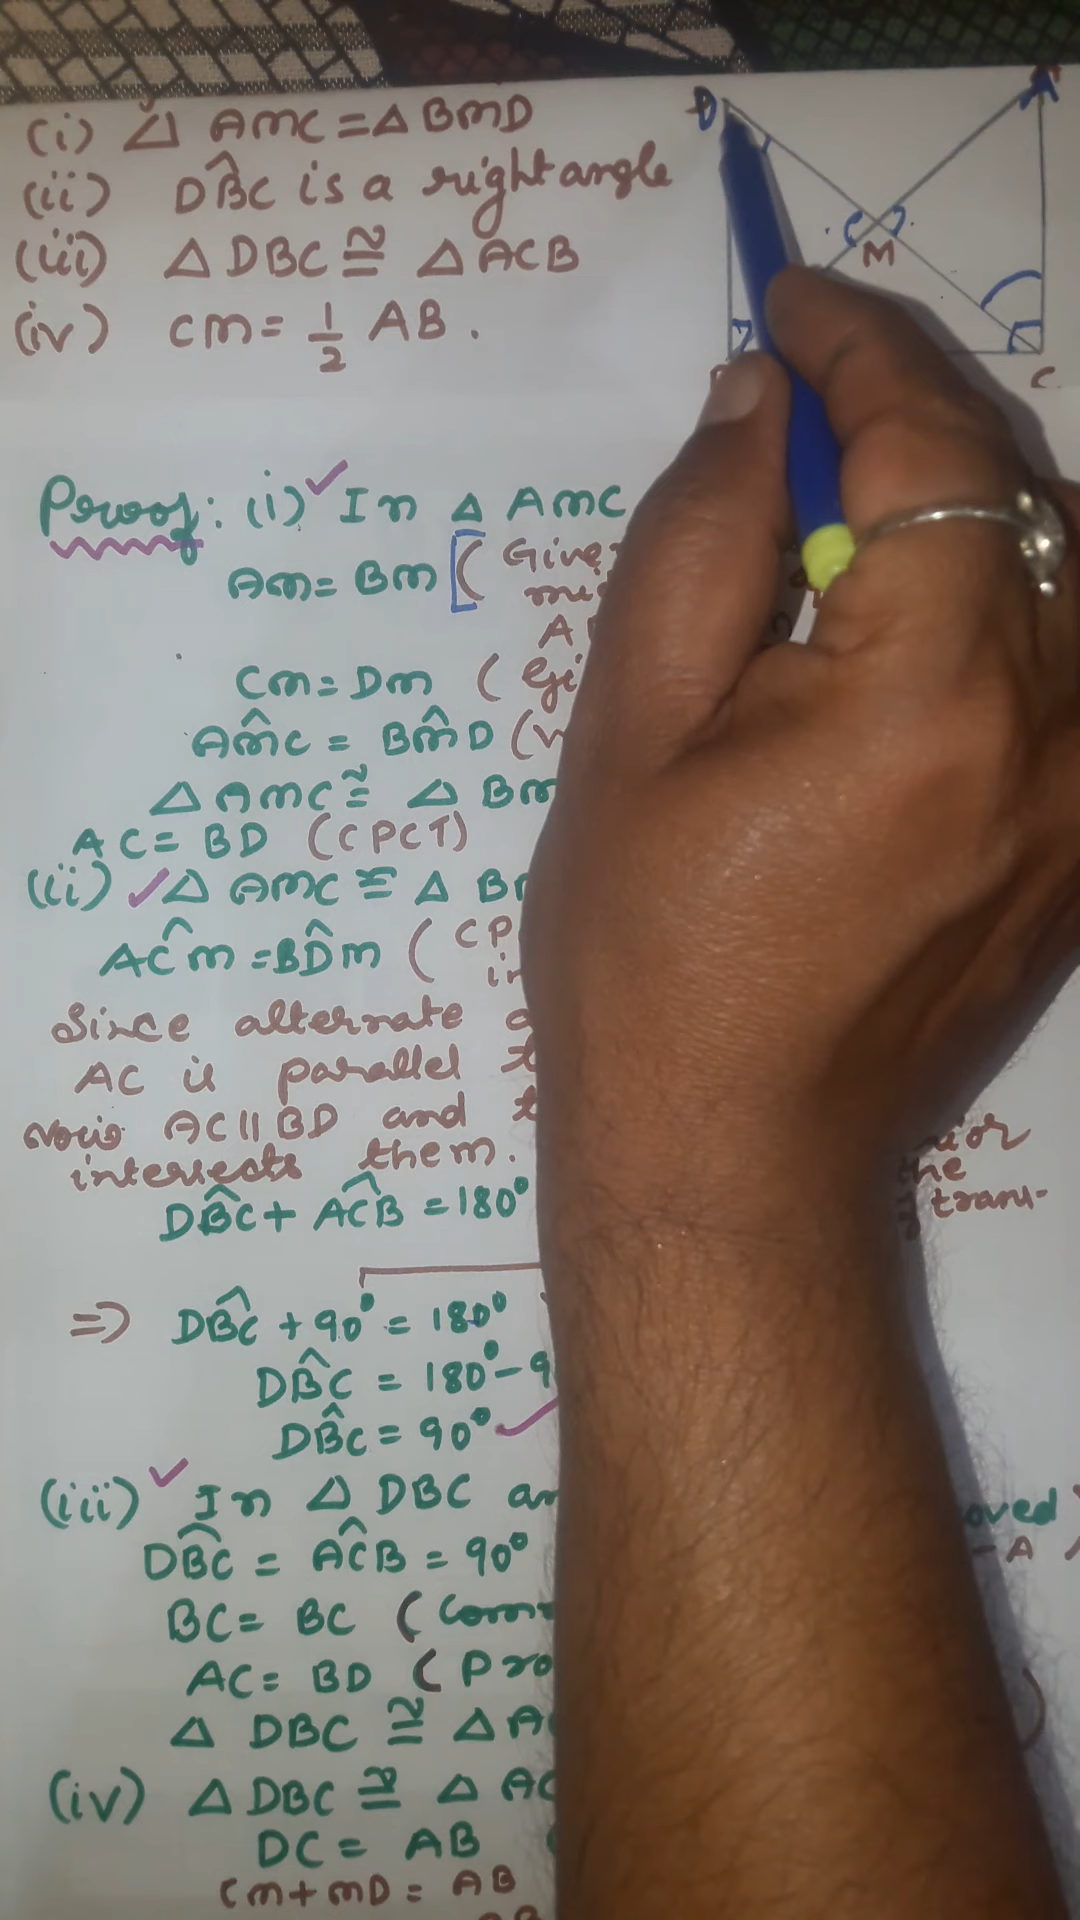 (i) △ AMC = △ BMD
(ii) DB̂C is a right angle
(iii) △ DBC ≅ △ ACB
(iv) CM = 1/2 AB.
D
A
M
C
Proof: (i) In △ AMC
AM = BM (Given
CM = DM (
AM̂C = BM̂D (
△ AMC ≅ △ BM
AC = BD (CPCT)
(ii) △ AMC ≅ △ B
AĈM = BD̂M (CP
Since alternate
AC is parallel
Now AC || BD and
intersects them. the
trans-
DB̂C + AĈB = 180°
=> DB̂C + 90° = 180°
DB̂C = 180° - 9
DB̂C = 90°
(iii) In △ DBC an
DB̂C = AĈB = 90° - A
BC = BC (Comm
AC = BD (Pro
△ DBC ≅ △ A
(iv) △ DBC ≅ △ AC
DC = AB
CM + MD = AB